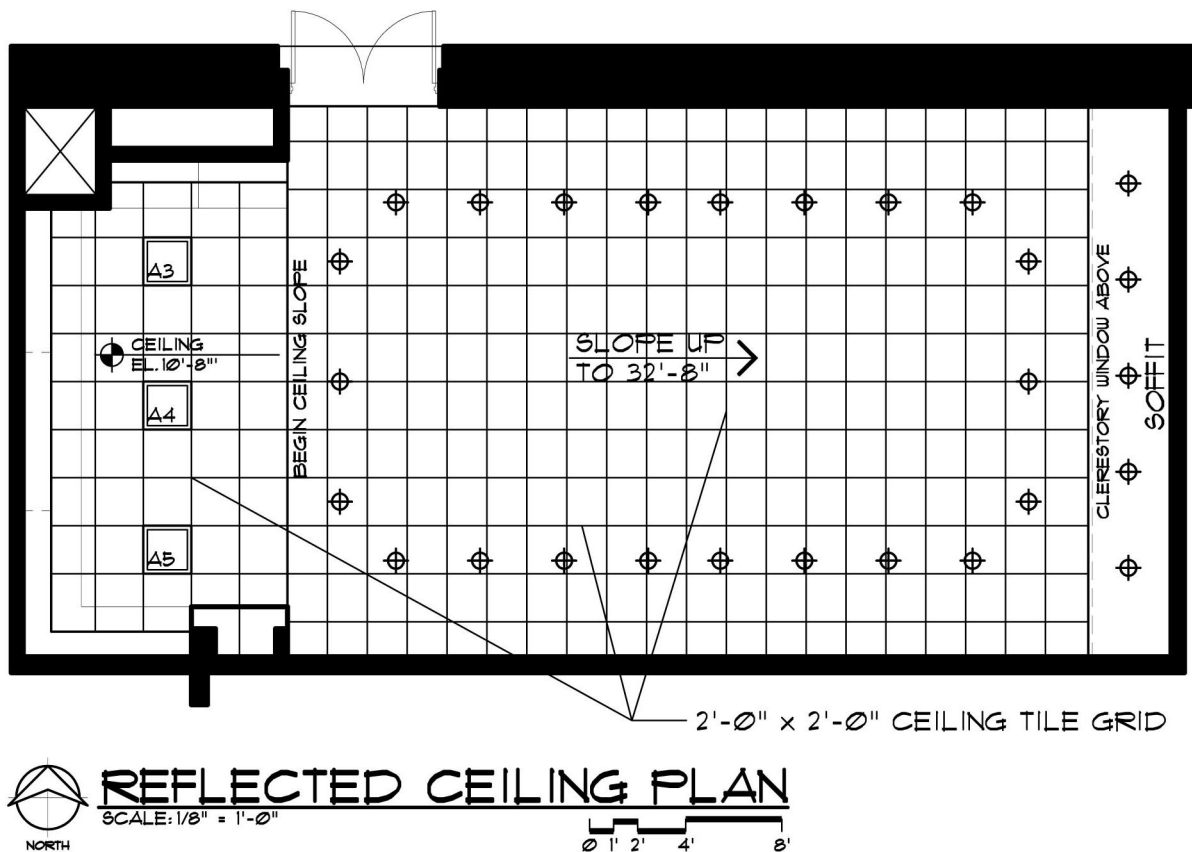 A3
CEILING
EL.10'-8"'
A4
A5
BEGIN CEILING SLOPE
SLOPE UP
TO 32'-8"
CLERESTORY WINDOW ABOVE
SOFFIT
2'-0" x 2'-0" CEILING TILE GRID
REFLECTED CEILING PLAN
SCALE: 1/8" = 1'-0"
NORTH
0 1' 2' 4' 8'